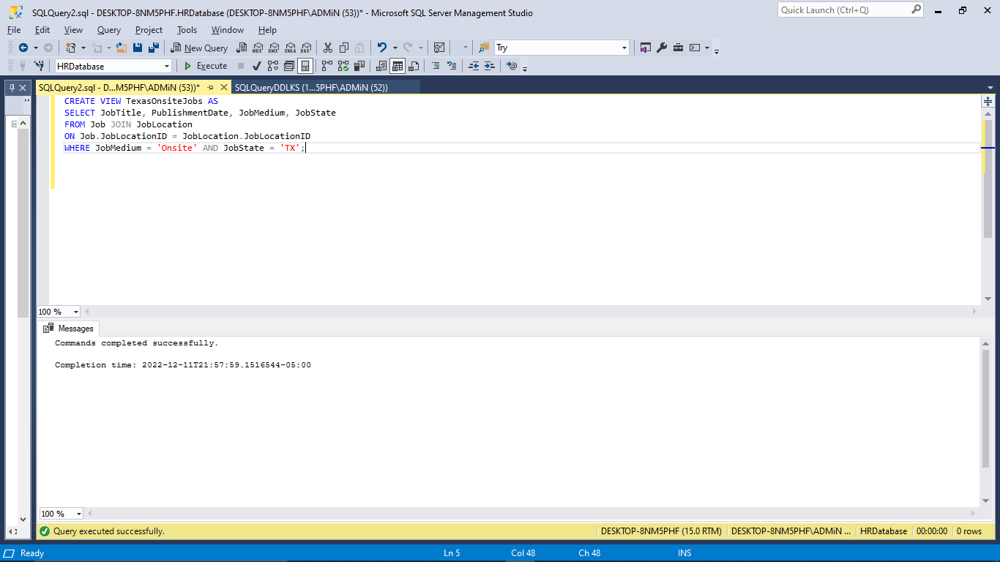 SQLQuery2.sql - DESKTOP-8NM5PHF.HRDatabase (DESKTOP-8NM5PHF\ADMiN (53))* - Microsoft SQL Server Management Studio
Quick Launch (Ctrl+Q)
File Edit View Query Project Tools Window Help
New Query MDX DMX XMLA DAX Try
HRDatabase Execute
SQLQuery2.sql - D...M5PHF\ADMiN (53))* SQLQueryDDLKS (1...5PHF\ADMiN (52))
CREATE VIEW TexasOnsiteJobs AS
SELECT JobTitle, PublishmentDate, JobMedium, JobState
FROM Job JOIN JobLocation
ON Job.JobLocationID = JobLocation.JobLocationID
WHERE JobMedium = 'Onsite' AND JobState = 'TX';
100 %
Messages
Commands completed successfully.
Completion time: 2022-12-11T21:57:59.1516544-05:00
100 %
Query executed successfully. DESKTOP-8NM5PHF (15.0 RTM) DESKTOP-8NM5PHF\ADMiN ... HRDatabase 00:00:00 0 rows
Ready Ln 5 Col 48 Ch 48 INS